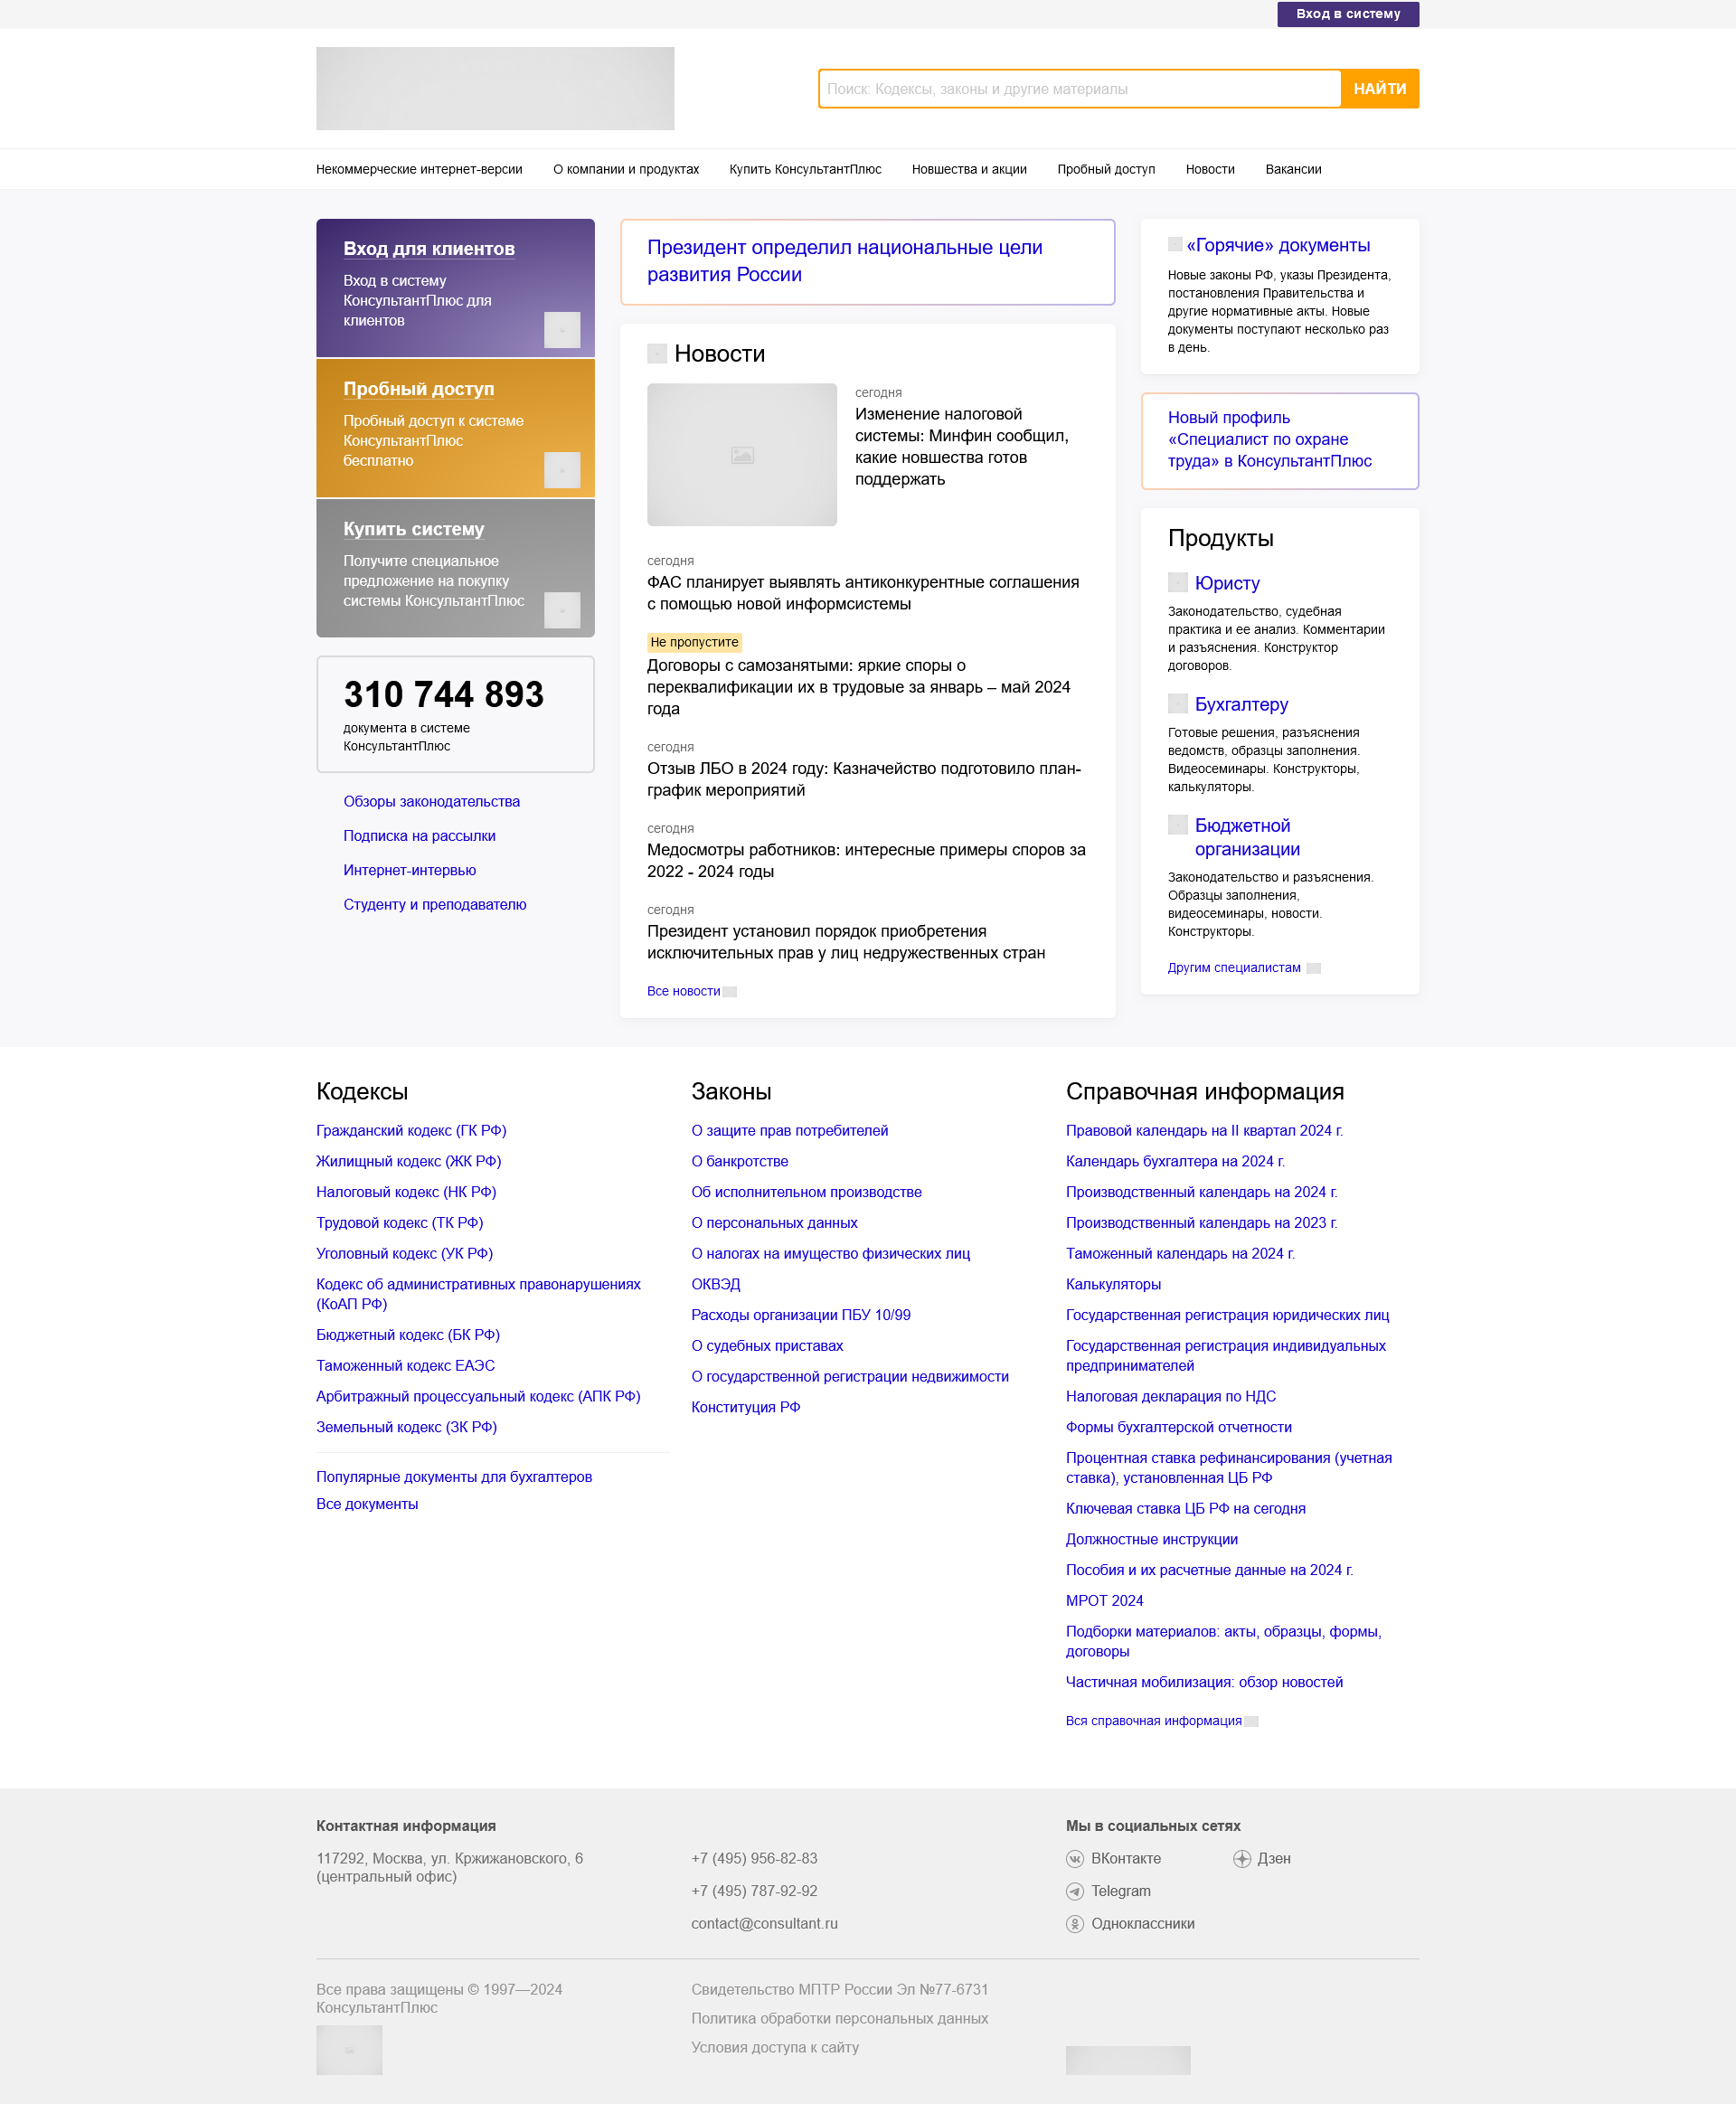 Вход в систему
Поиск: Кодексы, законы и другие материалы
НАЙТИ
Некоммерческие интернет-версии
О компании и продуктах
Купить КонсультантПлюс
Новшества и акции
Пробный доступ
Новости
Вакансии
Вход для клиентов
Вход в систему
КонсультантПлюс для
клиентов
Пробный доступ
Пробный доступ к системе
КонсультантПлюс
бесплатно
Купить систему
Получите специальное
предложение на покупку
системы КонсультантПлюс
310 744 893
документа в системе
КонсультантПлюс
Обзоры законодательства
Подписка на рассылки
Интернет-интервью
Студенту и преподавателю
Президент определил национальные цели
развития России
Новости
сегодня
Изменение налоговой
системы: Минфин сообщил,
какие новшества готов
поддержать
сегодня
ФАС планирует выявлять антиконкурентные соглашения
с помощью новой информсистемы
Не пропустите
Договоры с самозанятыми: яркие споры о
переквалификации их в трудовые за январь – май 2024
года
сегодня
Отзыв ЛБО в 2024 году: Казначейство подготовило план-
график мероприятий
сегодня
Медосмотры работников: интересные примеры споров за
2022 - 2024 годы
сегодня
Президент установил порядок приобретения
исключительных прав у лиц недружественных стран
Все новости
«Горячие» документы
Новые законы РФ, указы Президента,
постановления Правительства и
другие нормативные акты. Новые
документы поступают несколько раз
в день.
Новый профиль
«Специалист по охране
труда» в КонсультантПлюс
Продукты
Юристу
Законодательство, судебная
практика и ее анализ. Комментарии
и разъяснения. Конструктор
договоров.
Бухгалтеру
Готовые решения, разъяснения
ведомств, образцы заполнения.
Видеосеминары. Конструкторы,
калькуляторы.
Бюджетной
организации
Законодательство и разъяснения.
Образцы заполнения,
видеосеминары, новости.
Конструкторы.
Другим специалистам
Кодексы
Гражданский кодекс (ГК РФ)
Жилищный кодекс (ЖК РФ)
Налоговый кодекс (НК РФ)
Трудовой кодекс (ТК РФ)
Уголовный кодекс (УК РФ)
Кодекс об административных правонарушениях
(КоАП РФ)
Бюджетный кодекс (БК РФ)
Таможенный кодекс ЕАЭС
Арбитражный процессуальный кодекс (АПК РФ)
Земельный кодекс (ЗК РФ)
Популярные документы для бухгалтеров
Все документы
Законы
О защите прав потребителей
О банкротстве
Об исполнительном производстве
О персональных данных
О налогах на имущество физических лиц
ОКВЭД
Расходы организации ПБУ 10/99
О судебных приставах
О государственной регистрации недвижимости
Конституция РФ
Справочная информация
Правовой календарь на II квартал 2024 г.
Календарь бухгалтера на 2024 г.
Производственный календарь на 2024 г.
Производственный календарь на 2023 г.
Таможенный календарь на 2024 г.
Калькуляторы
Государственная регистрация юридических лиц
Государственная регистрация индивидуальных
предпринимателей
Налоговая декларация по НДС
Формы бухгалтерской отчетности
Процентная ставка рефинансирования (учетная
ставка), установленная ЦБ РФ
Ключевая ставка ЦБ РФ на сегодня
Должностные инструкции
Пособия и их расчетные данные на 2024 г.
МРОТ 2024
Подборки материалов: акты, образцы, формы,
договоры
Частичная мобилизация: обзор новостей
Вся справочная информация
Контактная информация
117292, Москва, ул. Кржижановского, 6
(центральный офис)
+7 (495) 956-82-83
+7 (495) 787-92-92
contact@consultant.ru
Мы в социальных сетях
ВКонтакте
Дзен
Telegram
Одноклассники
Все права защищены © 1997—2024
КонсультантПлюс
Свидетельство МПТР России Эл №77-6731
Политика обработки персональных данных
Условия доступа к сайту